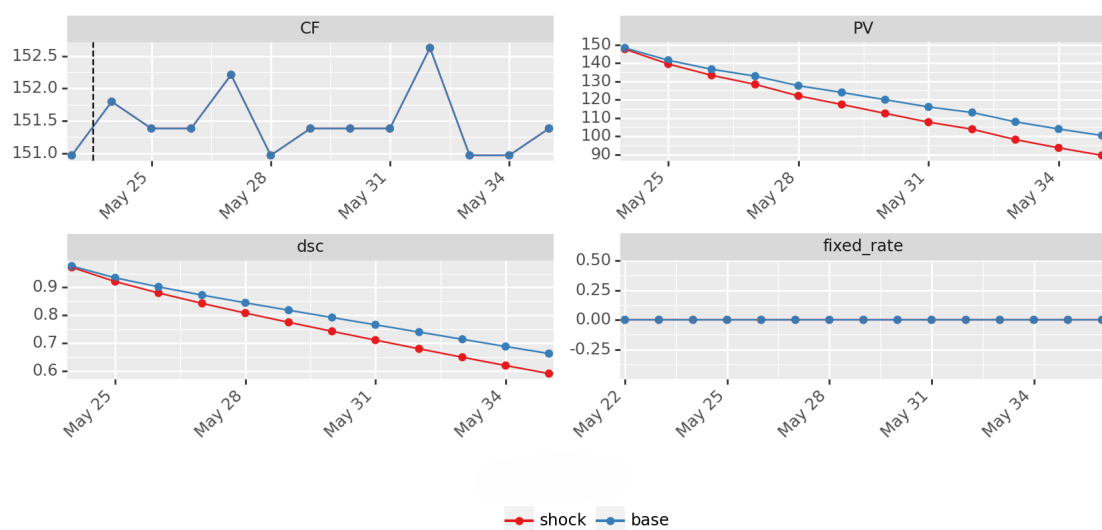 CF
152.5
152.0
151.5
151.0
May 25
May 28
May 31
May 34
PV
150
140
130
120
110
100
90
May 25
May 28
May 31
May 34
dsc
0.9
0.8
0.7
0.6
May 25
May 28
May 31
May 34
fixed_rate
0.50
0.25
0.00
-0.25
May 22
May 25
May 28
May 31
May 34
shock base